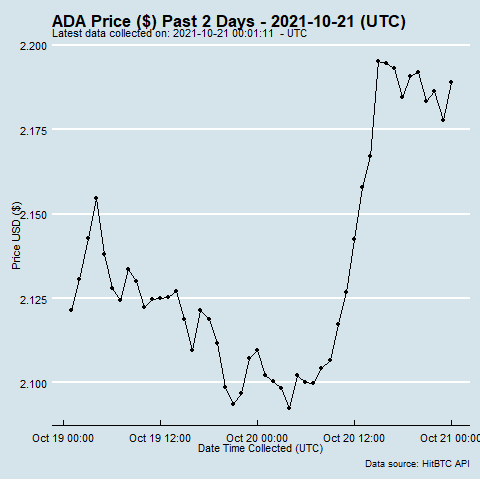 ADA Price ($) Past 2 Days - 2021-10-21 (UTC)
Latest data collected on: 2021-10-21 00:01:11 - UTC
2.200
2.175
2.150
2.125
2.100
Price USD ($)
Oct 19 00:00 Oct 19 12:00 Oct 20 00:00 Oct 20 12:00 Oct 21 00:00
Date Time Collected (UTC)
Data source: HitBTC API